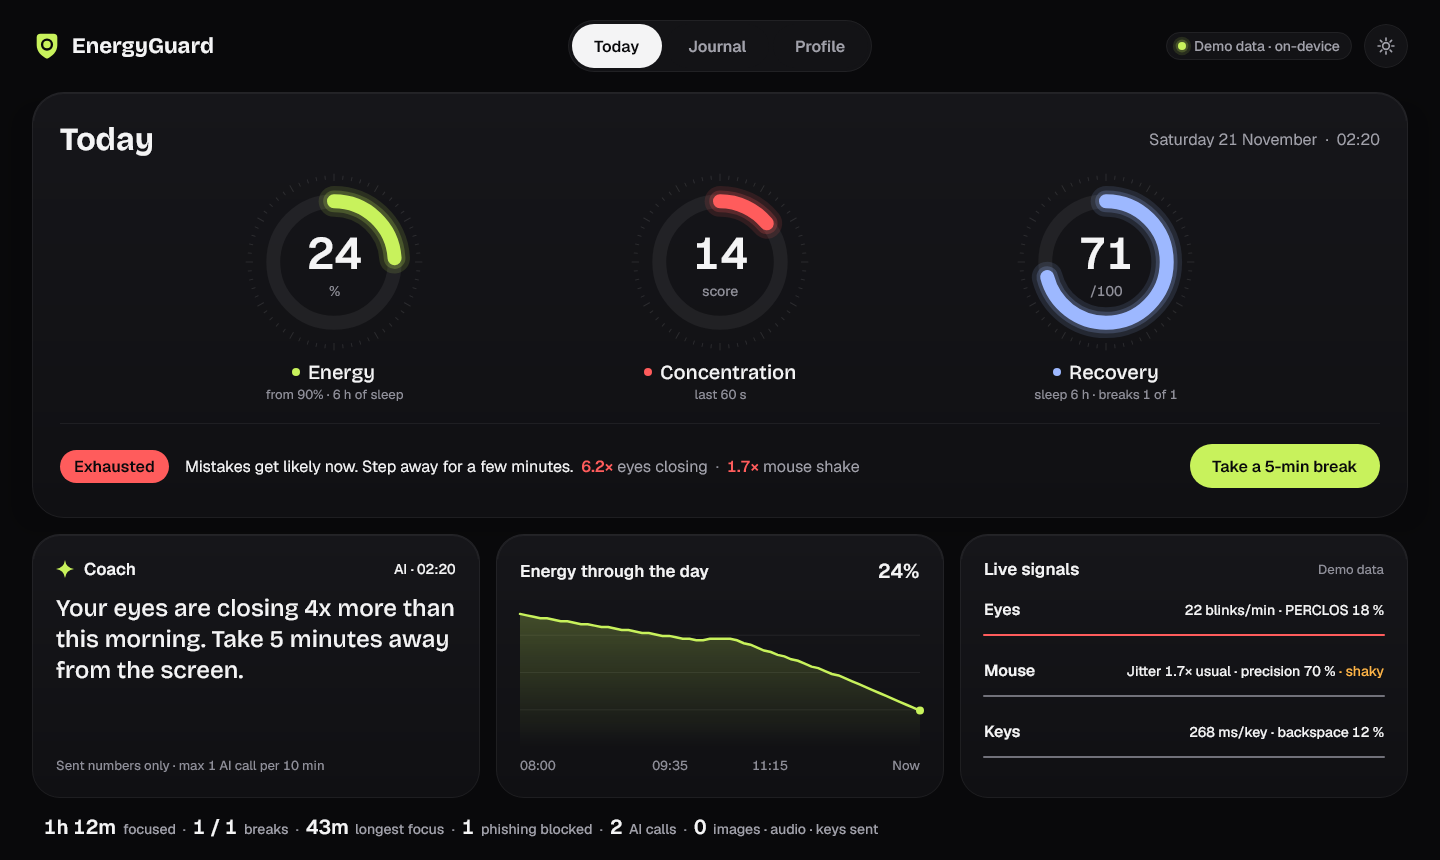 EnergyGuard
Today
Journal
Profile
Demo data · on-device
Today
Saturday 21 November · 02:20
24
%
14
score
71
/100
Energy
from 90% · 6 h of sleep
Concentration
last 60 s
Recovery
sleep 6 h · breaks 1 of 1
Exhausted
Mistakes get likely now. Step away for a few minutes. 6.2× eyes closing · 1.7× mouse shake
Take a 5-min break
Coach
AI · 02:20
Your eyes are closing 4x more than
this morning. Take 5 minutes away
from the screen.
Sent numbers only · max 1 AI call per 10 min
Energy through the day
24%
08:00
09:35
11:15
Now
Live signals
Demo data
Eyes
22 blinks/min · PERCLOS 18 %
Mouse
Jitter 1.7× usual · precision 70 % · shaky
Keys
268 ms/key · backspace 12 %
1h 12m focused · 1 / 1 breaks · 43m longest focus · 1 phishing blocked · 2 AI calls · 0 images · audio · keys sent